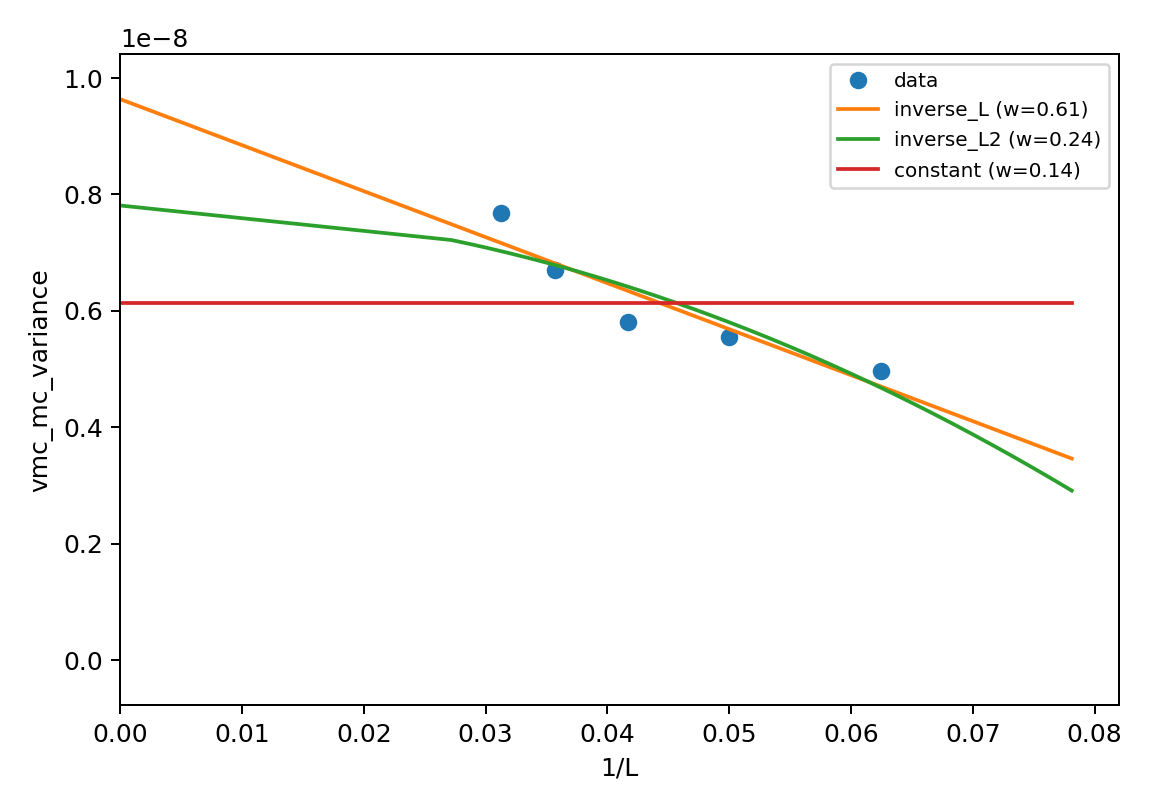 1e−8
1.0
0.8
0.6
0.4
0.2
0.0
vmc_mc_variance
0.00 0.01 0.02 0.03 0.04 0.05 0.06 0.07 0.08
1/L
data
inverse_L (w=0.61)
inverse_L2 (w=0.24)
constant (w=0.14)